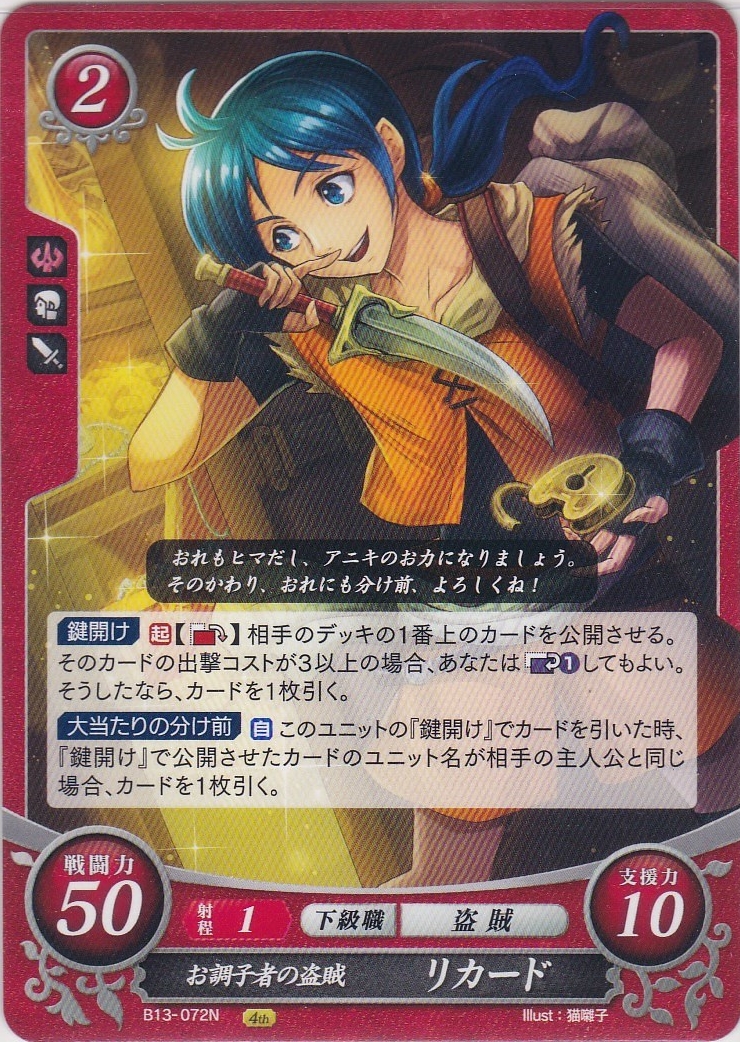 2
おれもヒマだし、アニキのお力になりましょう。
そのかわり、おれにも分け前、よろしくね！
鍵開け 起【 】相手のデッキの1番上のカードを公開させる。
そのカードの出撃コストが3以上の場合、あなたは 1してもよい。
そうしたなら、カードを1枚引く。
大当たりの分け前 自 このユニットの『鍵開け』でカードを引いた時、
『鍵開け』で公開させたカードのユニット名が相手の主人公と同じ
場合、カードを1枚引く。
戦闘力
50
射程 1 下級職 盗賊
支援力
10
お調子者の盗賊 リカード
B13-072N 4th Illust：猫囃子